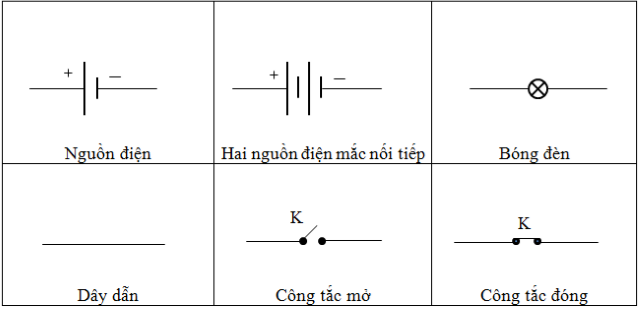 + −
Nguồn điện
+ −
Hai nguồn điện mắc nối tiếp
Bóng đèn
Dây dẫn
K
Công tắc mở
K
Công tắc đóng